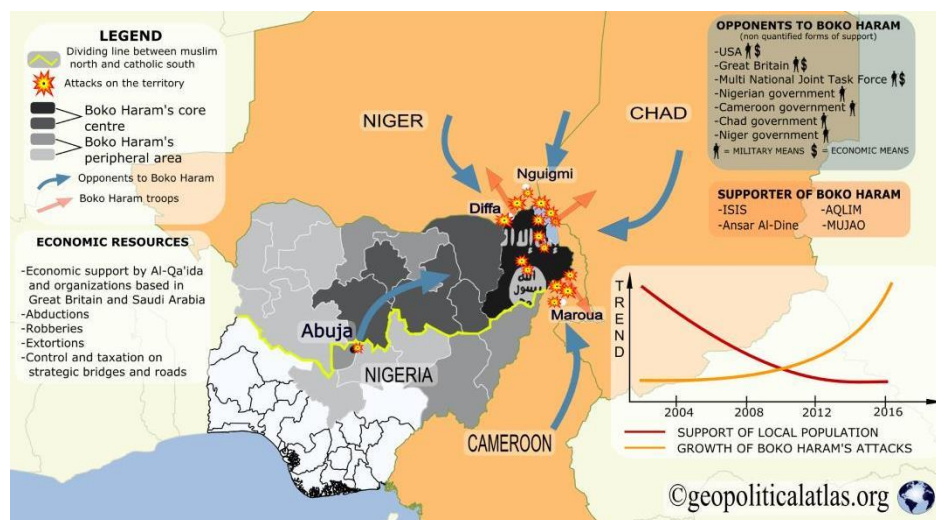 LEGEND
Dividing line between muslim
north and catholic south
Attacks on the territory
Boko Haram's core
centre
Boko Haram's
peripheral area
Opponents to Boko Haram
Boko Haram troops
ECONOMIC RESOURCES
-Economic support by Al-Qa'ida
and organizations based in
Great Britain and Saudi Arabia
-Abductions
-Robberies
-Extortions
-Control and taxation on
strategic bridges and roads
NIGER
CHAD
Nguigmi
Diffa
Maroua
Abuja
NIGERIA
CAMEROON
OPPONENTS TO BOKO HARAM
(non quantified forms of support)
-USA $
-Great Britain $
-Multi National Joint Task Force $
-Nigerian government
-Cameroon government
-Chad government
-Niger government
= MILITARY MEANS $ = ECONOMIC MEANS
SUPPORTER OF BOKO HARAM
-ISIS -AQLIM
-Ansar Al-Dine -MUJAO
TREND
2004 2008 2012 2016
SUPPORT OF LOCAL POPULATION
GROWTH OF BOKO HARAM'S ATTACKS
©geopoliticalatlas.org